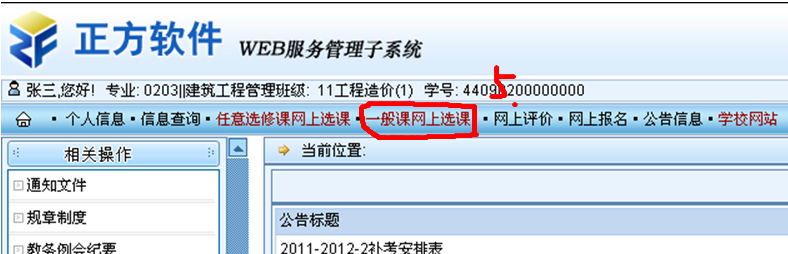 ZF 正方软件 WEB服务管理子系统
张三,您好! 专业: 0203||建筑工程管理班级: 11工程造价(1) 学号: 44098200000000
5.
· 个人信息 · 信息查询 · 任意选修课网上选课 · 一般课网上选课 · 网上评价 · 网上报名 · 公告信息 · 学校网站
相关操作
当前位置:
通知文件
规章制度
公告标题
教务例会纪要
2011-2012-2补考安排表